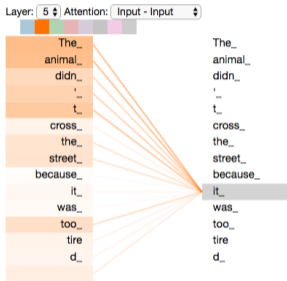 Layer: 5 Attention: Input - Input
The_ The_
animal_ animal_
didn_ didn_
'_ '_
t_ t_
cross_ cross_
the_ the_
street_ street_
because_ because_
it_ it_
was_ was_
too_ too_
tire tire
d_ d_